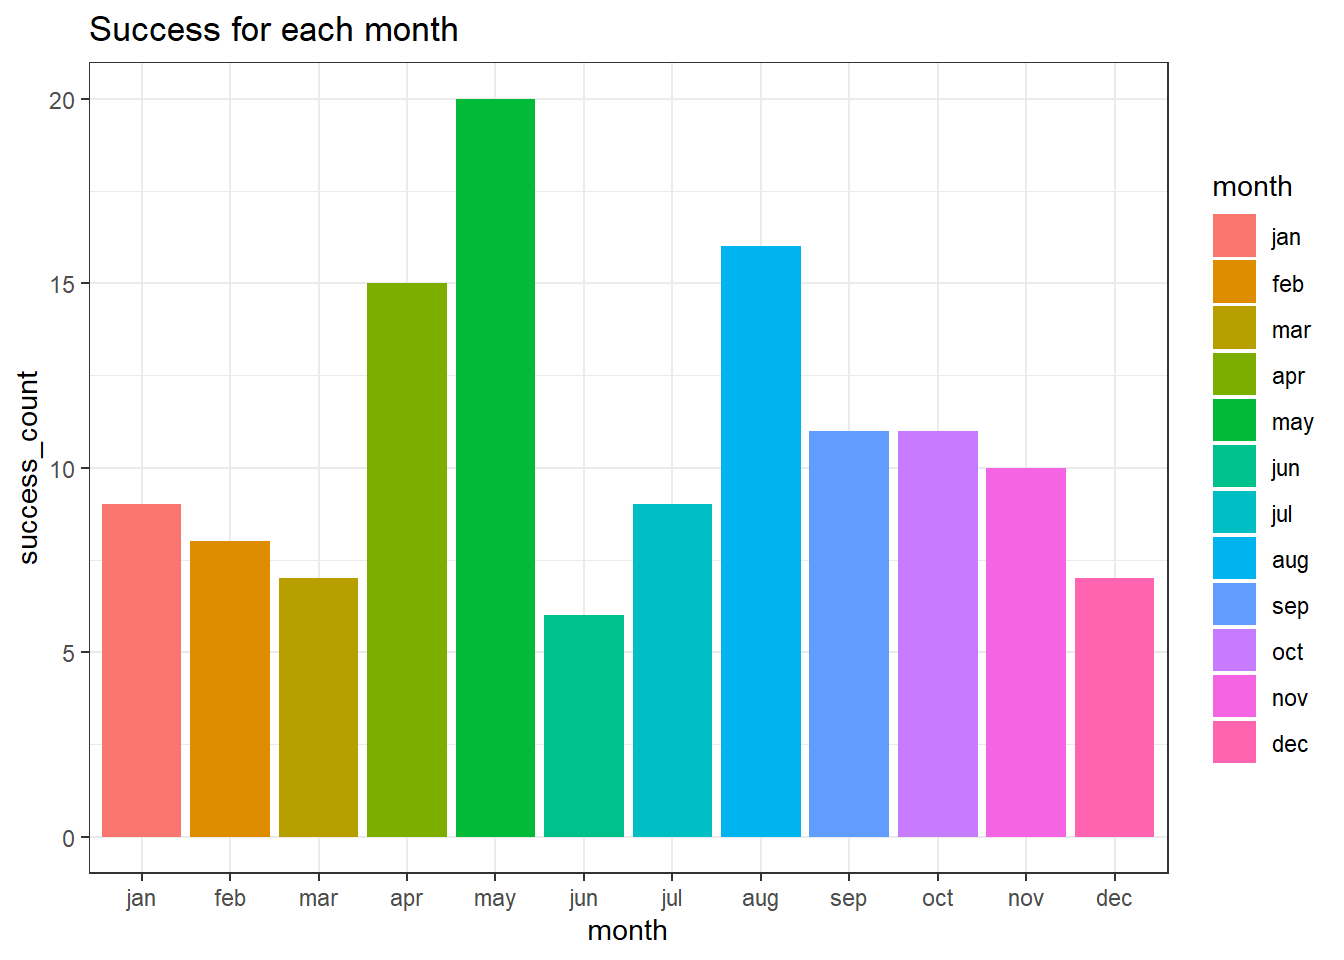 Success for each month
success_count
20
15
10
5
0
jan feb mar apr may jun jul aug sep oct nov dec
month
month
jan
feb
mar
apr
may
jun
jul
aug
sep
oct
nov
dec